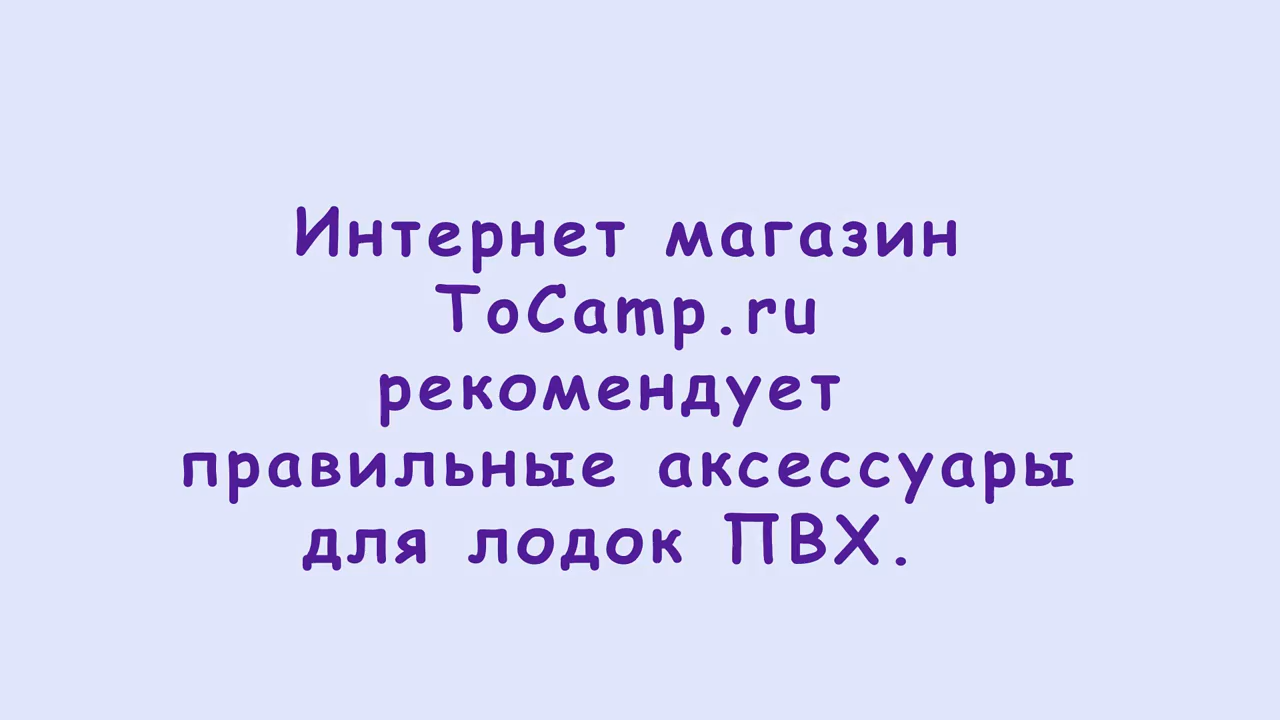 Интернет магазин
ToCamp.ru
рекомендует
правильные аксессуары
для лодок ПВХ.